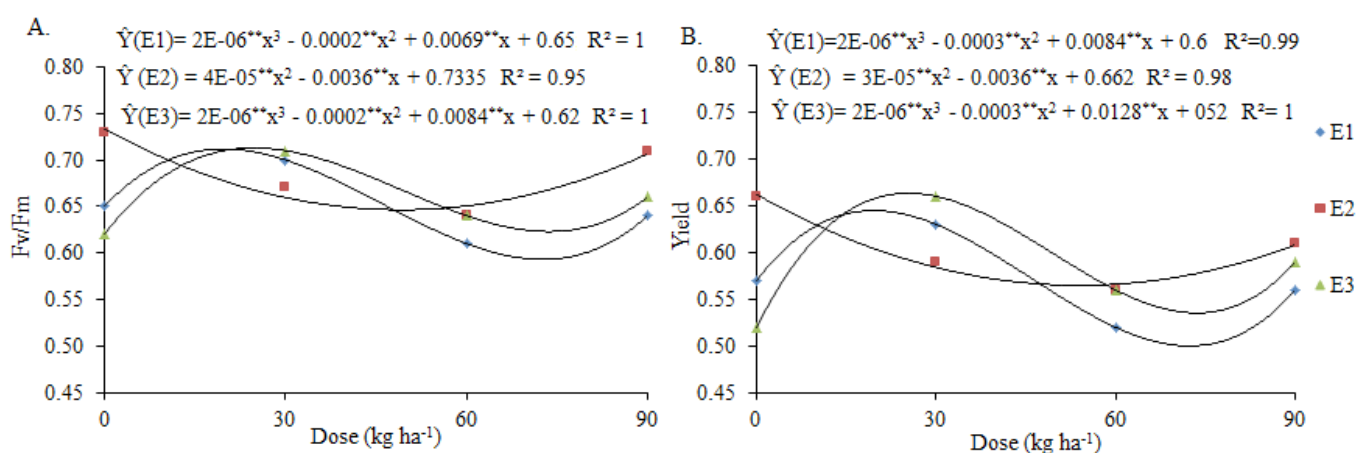 A.
Ŷ(E1)= 2E-06**x³ - 0.0002**x² + 0.0069**x + 0.65 R² = 1
Ŷ (E2) = 4E-05**x² - 0.0036**x + 0.7335 R² = 0.95
Ŷ(E3)= 2E-06**x³ - 0.0002**x² + 0.0084**x + 0.62 R² = 1
0.80
0.75
0.70
0.65
0.60
0.55
0.50
0.45
Fv/Fm
0 30 60 90
Dose (kg ha⁻¹)
B.
Ŷ(E1)=2E-06**x³ - 0.0003**x² + 0.0084**x + 0.6 R²=0.99
Ŷ (E2) = 3E-05**x² - 0.0036**x + 0.662 R² = 0.98
Ŷ (E3)= 2E-06**x³ - 0.0003**x² + 0.0128**x + 052 R²= 1
0.80
0.75
0.70
0.65
0.60
0.55
0.50
0.45
Yield
0 30 60 90
Dose (kg ha⁻¹)
E1
E2
E3